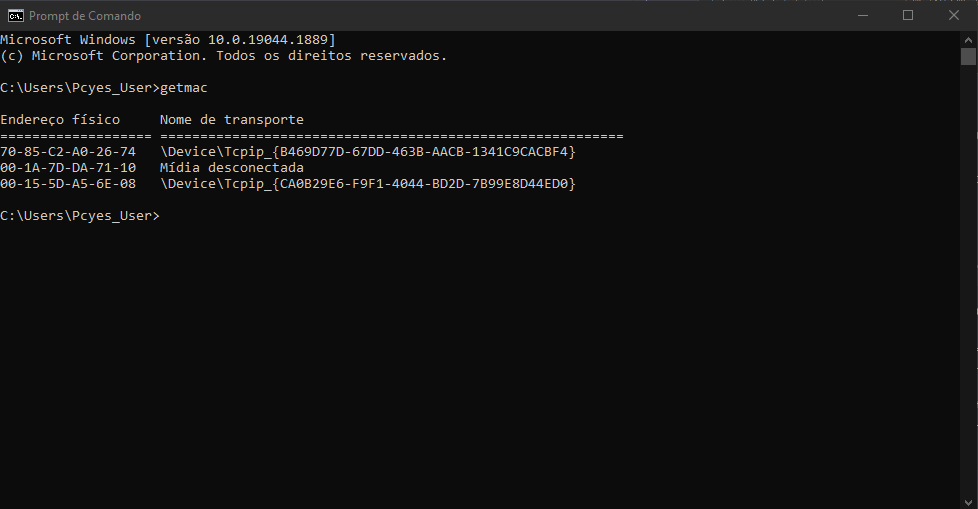 Prompt de Comando
Microsoft Windows [versão 10.0.19044.1889]
(c) Microsoft Corporation. Todos os direitos reservados.
C:\Users\Pcyes_User>getmac
Endereço físico     Nome de transporte
=================== ==========================================================
70-85-C2-A0-26-74   \Device\Tcpip_{B469D77D-67DD-463B-AACB-1341C9CACBF4}
00-1A-7D-DA-71-10   Mídia desconectada
00-15-5D-A5-6E-08   \Device\Tcpip_{CA0B29E6-F9F1-4044-BD2D-7B99E8D44ED0}
C:\Users\Pcyes_User>